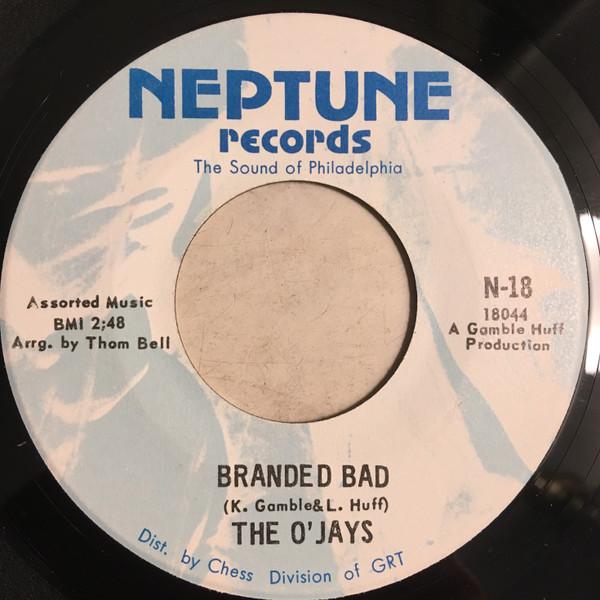 NEPTUNE
records
The Sound of Philadelphia
Assorted Music
BMI 2;48
Arrg. by Thom Bell
N-18
18044
A Gamble Huff
Production
BRANDED BAD
(K. Gamble&L. Huff)
THE O'JAYS
Dist. by Chess Division of GRT